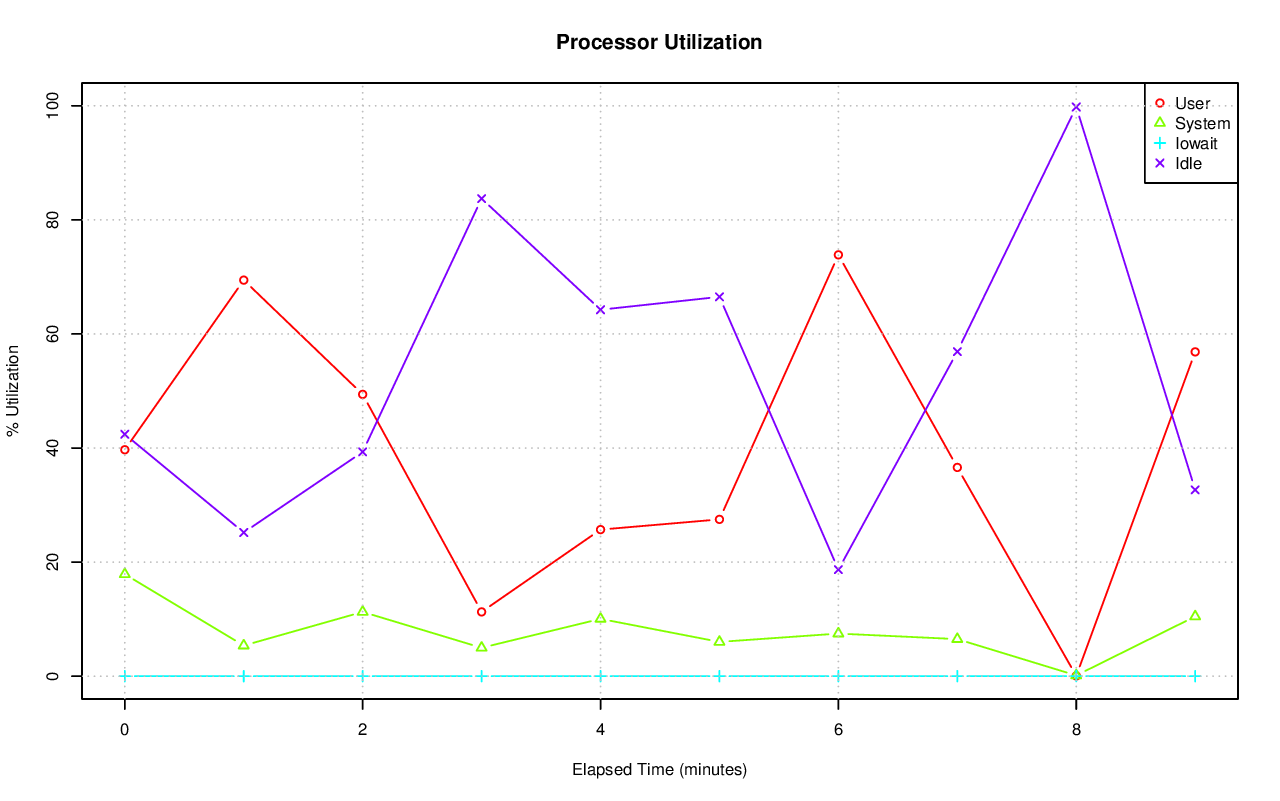 Processor Utilization
User
System
Iowait
Idle
% Utilization
100
80
60
40
20
0
0 2 4 6 8
Elapsed Time (minutes)